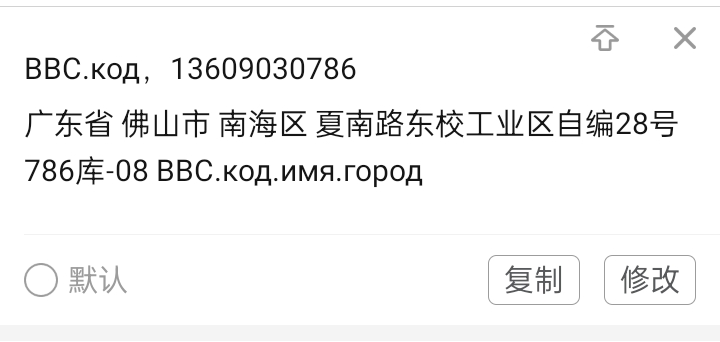 BBC.код，13609030786
广东省 佛山市 南海区 夏南路东校工业区自编28号
786库-08 BBC.код.имя.город
默认
复制
修改